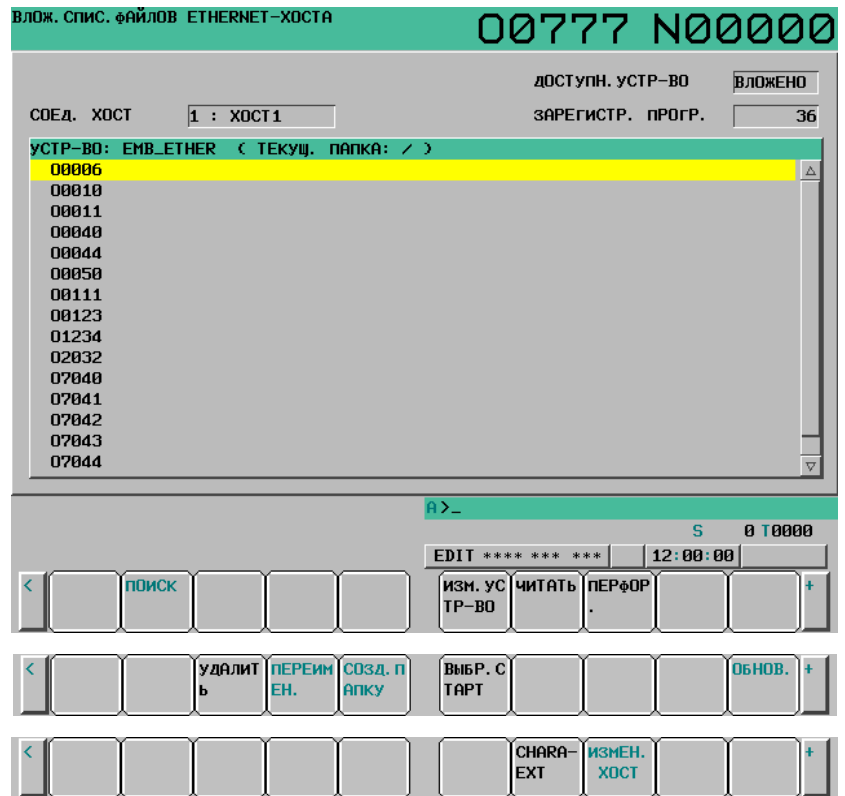 ВЛОЖ. СПИС. ФАЙЛОВ ETHERNET-ХОСТА O0777 N00000
ДОСТУПН. УСТР-ВО ВЛОЖЕНО
СОЕД. ХОСТ 1 : ХОСТ1 ЗАРЕГИСТР. ПРОГР. 36
УСТР-ВО: EMB_ETHER ( ТЕКУЩ. ПАПКА: / )
O0006
O0010
O0011
O0040
O0044
O0050
O0111
O0123
O1234
O2032
O7040
O7041
O7042
O7043
O7044
A>_
S 0 T0000
EDIT **** *** *** 12:00:00
< ПОИСК ИЗМ. УС ЧИТАТЬ ПЕРФОР +
ТР-ВО .
< УДАЛИТ ПЕРЕИМ СОЗД. П ВЫБР. С ОБНОВ. +
Ь ЕН. АПКУ ТАРТ
< CHARA- ИЗМЕН. +
EXT ХОСТ